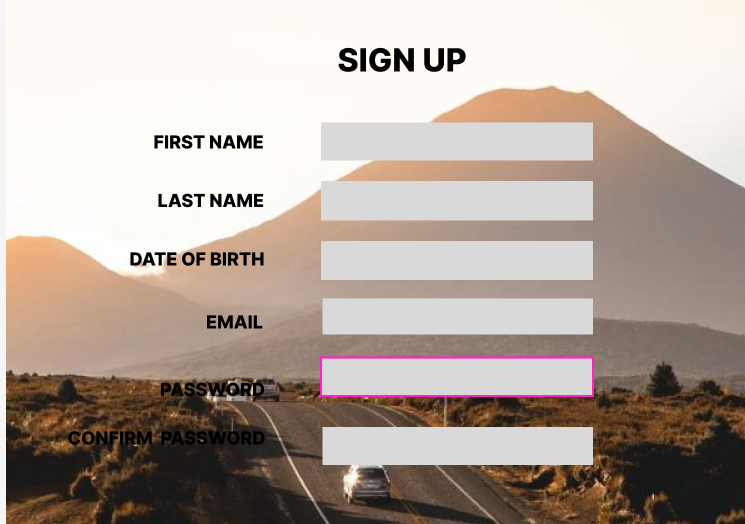 SIGN UP
FIRST NAME
LAST NAME
DATE OF BIRTH
EMAIL
PASSWORD
CONFIRM PASSWORD